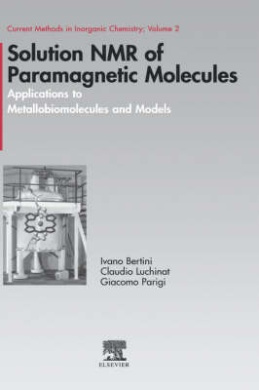 Current Methods in Inorganic Chemistry; Volume 2
Solution NMR of
Paramagnetic Molecules
Applications to
Metallobiomolecules and Models
Ivano Bertini
Claudio Luchinat
Giacomo Parigi
ELSEVIER